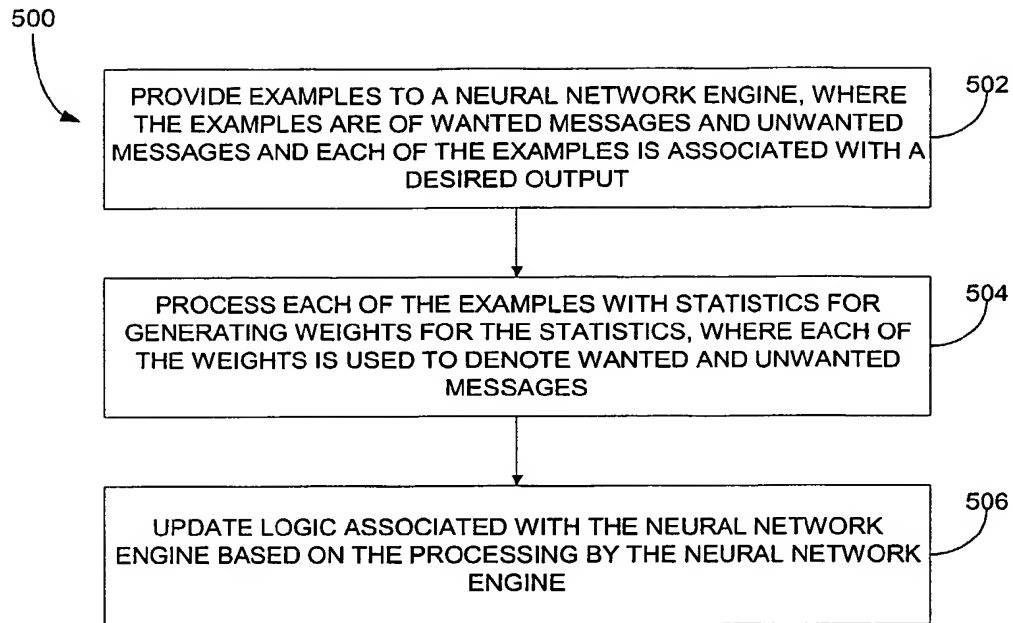 500
PROVIDE EXAMPLES TO A NEURAL NETWORK ENGINE, WHERE
THE EXAMPLES ARE OF WANTED MESSAGES AND UNWANTED
MESSAGES AND EACH OF THE EXAMPLES IS ASSOCIATED WITH A
DESIRED OUTPUT
502
PROCESS EACH OF THE EXAMPLES WITH STATISTICS FOR
GENERATING WEIGHTS FOR THE STATISTICS, WHERE EACH OF
THE WEIGHTS IS USED TO DENOTE WANTED AND UNWANTED
MESSAGES
504
UPDATE LOGIC ASSOCIATED WITH THE NEURAL NETWORK
ENGINE BASED ON THE PROCESSING BY THE NEURAL NETWORK
ENGINE
506